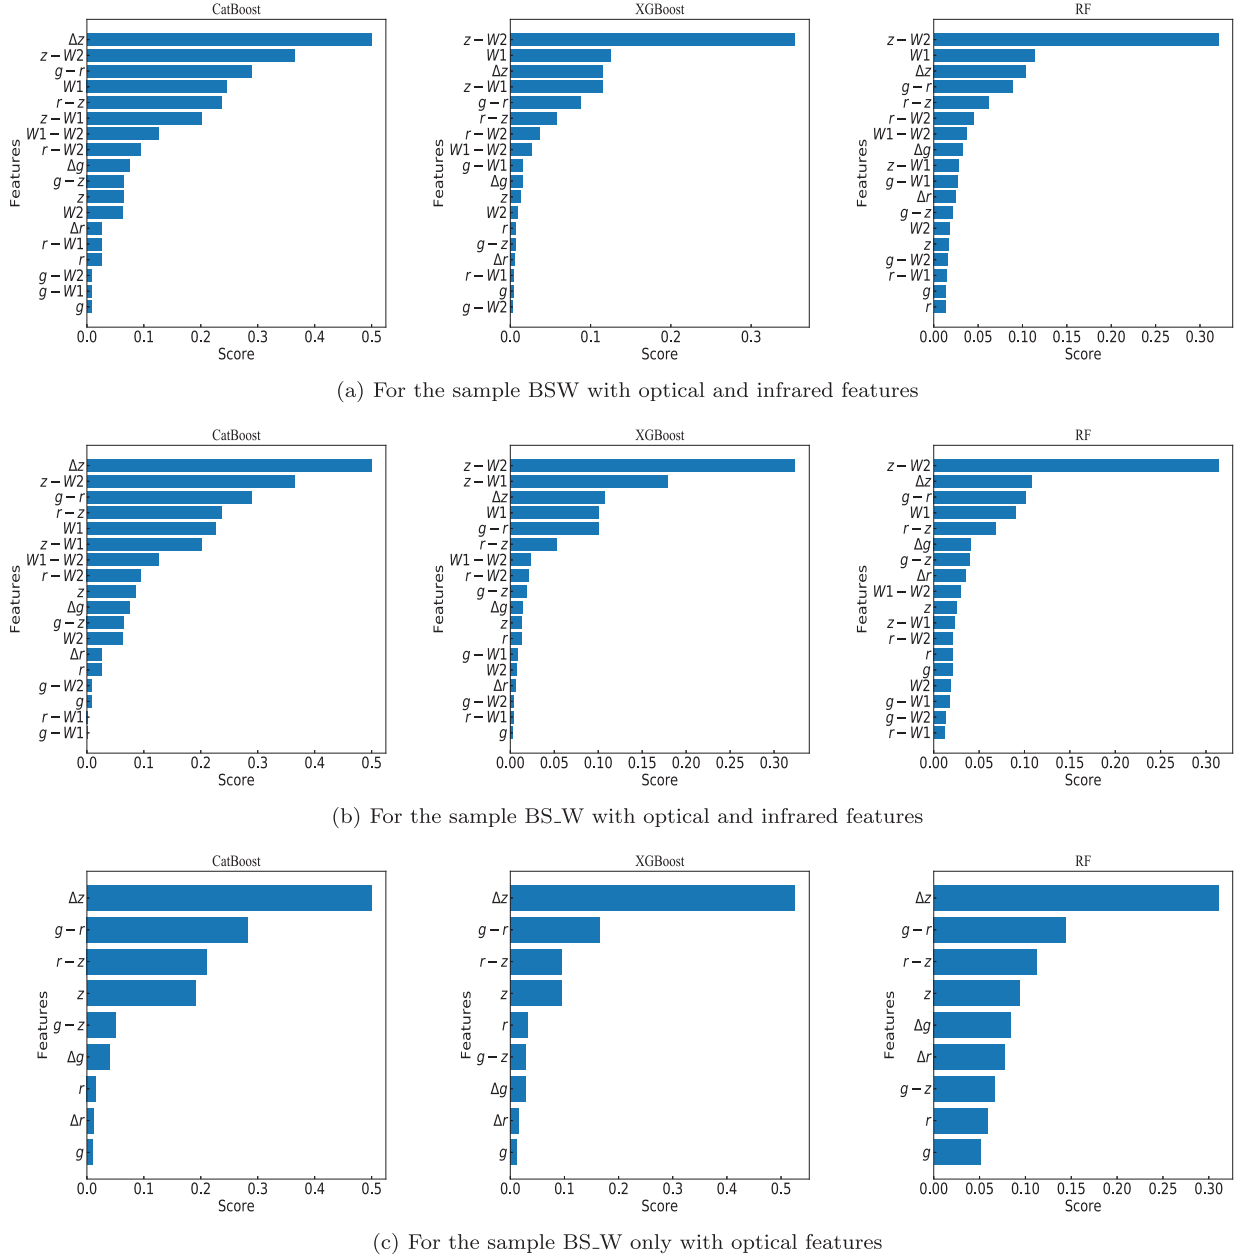 CatBoost
Features
Δz
z−W2
g−r
W1
r−z
z−W1
W1−W2
r−W2
Δg
g−z
z
W2
Δr
r−W1
r
g−W2
g−W1
g
0.0 0.1 0.2 0.3 0.4 0.5
Score
XGBoost
Features
z−W2
W1
Δz
z−W1
g−r
r−z
r−W2
W1−W2
g−W1
Δg
z
W2
r
g−z
Δr
r−W1
g
g−W2
0.0 0.1 0.2 0.3
Score
RF
Features
z−W2
W1
Δz
g−r
r−z
r−W2
W1−W2
Δg
z−W1
g−W1
Δr
g−z
W2
z
g−W2
r−W1
g
r
0.00 0.05 0.10 0.15 0.20 0.25 0.30
Score
(a) For the sample BSW with optical and infrared features
CatBoost
Features
Δz
z−W2
g−r
r−z
W1
z−W1
W1−W2
r−W2
z
Δg
g−z
W2
Δr
r
g−W2
g
r−W1
g−W1
0.0 0.1 0.2 0.3 0.4 0.5
Score
XGBoost
Features
z−W2
z−W1
Δz
W1
g−r
r−z
W1−W2
r−W2
g−z
Δg
z
r
g−W1
W2
Δr
g−W2
r−W1
g
0.00 0.05 0.10 0.15 0.20 0.25 0.30
Score
RF
Features
z−W2
Δz
g−r
W1
r−z
Δg
g−z
Δr
W1−W2
z
z−W1
r−W2
r
g
W2
g−W1
g−W2
r−W1
0.00 0.05 0.10 0.15 0.20 0.25 0.30
Score
(b) For the sample BS_W with optical and infrared features
CatBoost
Features
Δz
g−r
r−z
z
g−z
Δg
r
Δr
g
0.0 0.1 0.2 0.3 0.4 0.5
Score
XGBoost
Features
Δz
g−r
r−z
z
r
g−z
Δg
Δr
g
0.0 0.1 0.2 0.3 0.4 0.5
Score
RF
Features
Δz
g−r
r−z
z
Δg
Δr
g−z
r
g
0.00 0.05 0.10 0.15 0.20 0.25 0.30
Score
(c) For the sample BS_W only with optical features